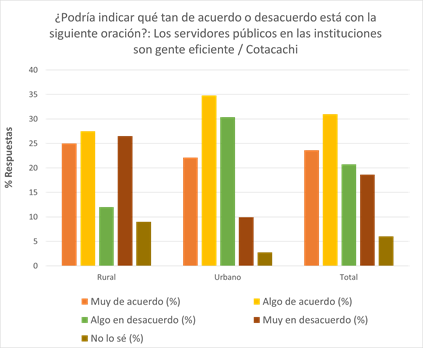 ¿Podría indicar qué tan de acuerdo o desacuerdo está con la
siguiente oración?: Los servidores públicos en las instituciones
son gente eficiente / Cotacachi
40
35
30
25
20
15
10
5
0
% Respuestas
Rural
Urbano
Total
Muy de acuerdo (%)
Algo de acuerdo (%)
Algo en desacuerdo (%)
Muy en desacuerdo (%)
No lo sé (%)